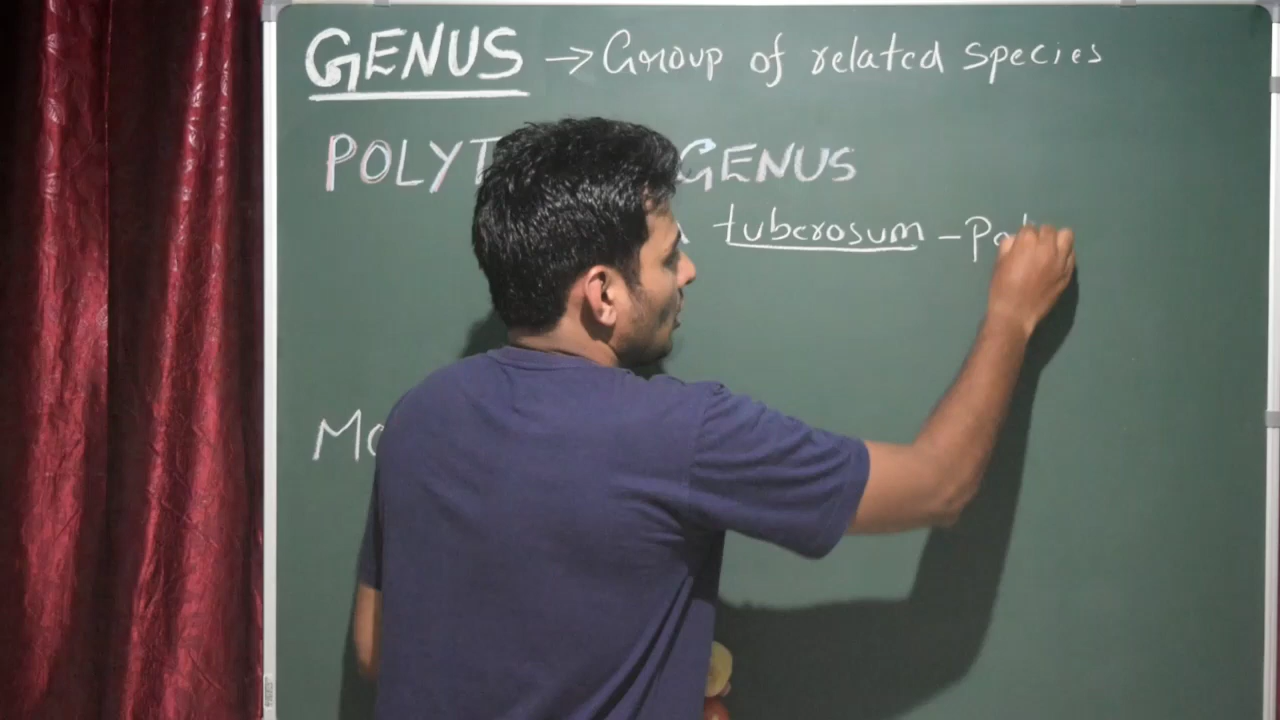 GENUS → Group of related species
POLYT GENUS
tuberosum - Po
Mo